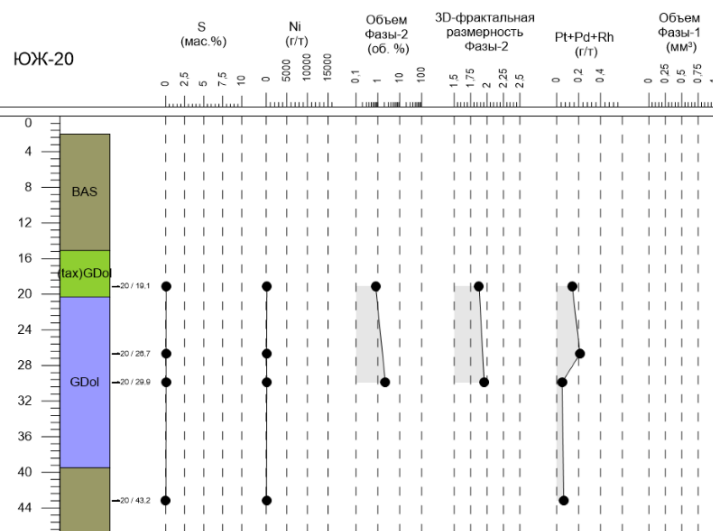 ЮЖ-20
S
(мас.%)
Ni
(г/т)
Объем
Фазы-2
(об. %)
3D-фрактальная
размерность
Фазы-2
Pt+Pd+Rh
(г/т)
Объем
Фазы-1
(мм³)
0 2.5 5 7.5 10
0 5000 10000 15000
0.1 1 10 100
1.5 1.75 2 2.25 2.5
0 0.2 0.4
0 0.25 0.5 0.75
0
4
8
12
16
20
24
28
32
36
40
44
BAS
(tax)GDol
GDol
20 / 19.1
20 / 26.7
20 / 29.9
20 / 43.2